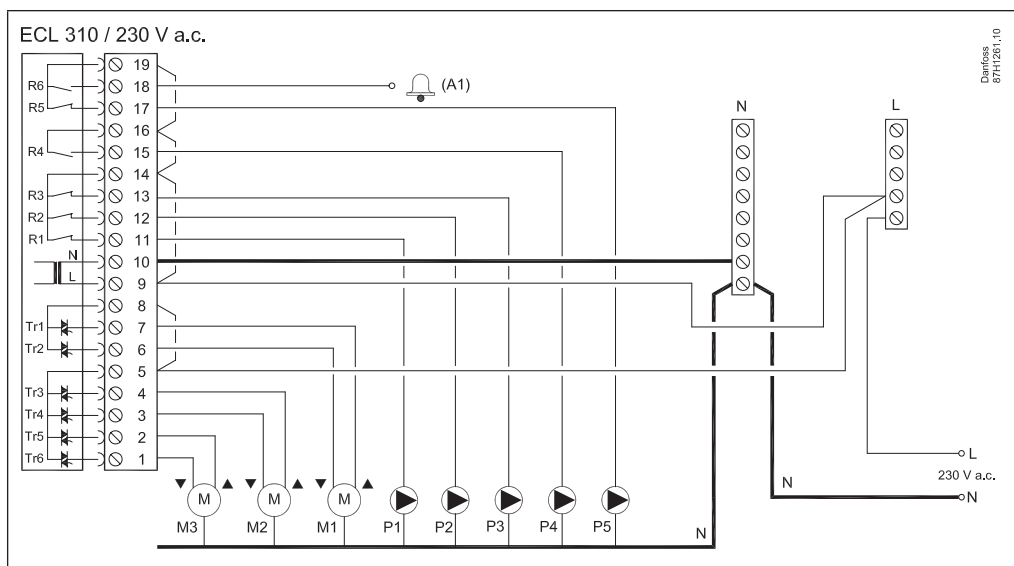 ECL 310 / 230 V a.c.
Danfoss
87H1261.10
19
R6 18 (A1)
R5 17
N L
16
R4 15
14
R3 13
R2 12
R1 11
N 10
L 9
8
Tr1 7
Tr2 6
5
Tr3 4
Tr4 3
Tr5 2
Tr6 1
L
230 V a.c.
N N
M M M
M3 M2 M1 P1 P2 P3 P4 P5 N